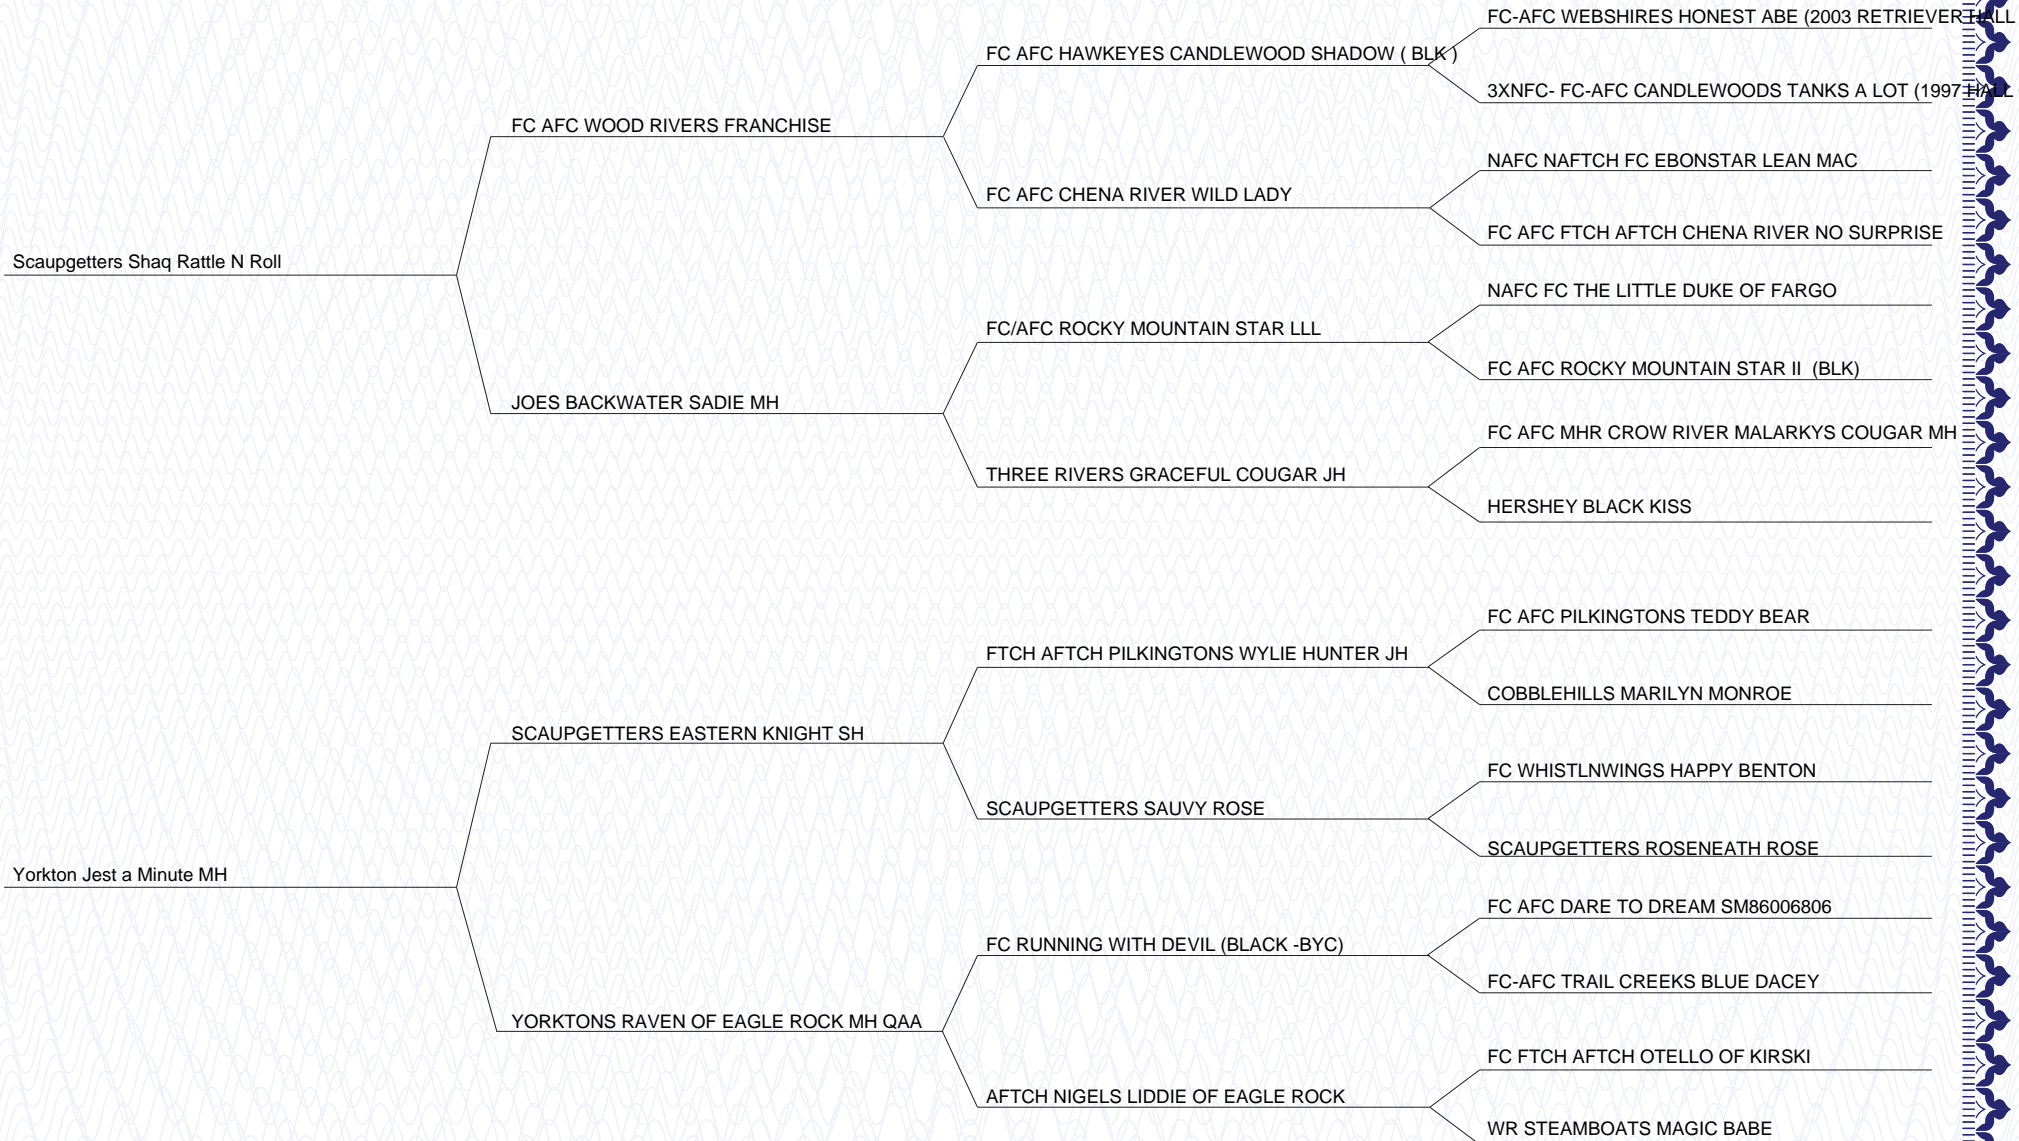 FC-AFC WEBSHIRES HONEST ABE (2003 RETRIEVER HALL
FC AFC HAWKEYES CANDLEWOOD SHADOW ( BLK )
3XNFC- FC-AFC CANDLEWOODS TANKS A LOT (1997 HALL
FC AFC WOOD RIVERS FRANCHISE
NAFC NAFTCH FC EBONSTAR LEAN MAC
FC AFC CHENA RIVER WILD LADY
FC AFC FTCH AFTCH CHENA RIVER NO SURPRISE
Scaupgetters Shaq Rattle N Roll
NAFC FC THE LITTLE DUKE OF FARGO
FC/AFC ROCKY MOUNTAIN STAR LLL
FC AFC ROCKY MOUNTAIN STAR II (BLK)
JOES BACKWATER SADIE MH
FC AFC MHR CROW RIVER MALARKYS COUGAR MH
THREE RIVERS GRACEFUL COUGAR JH
HERSHEY BLACK KISS
FC AFC PILKINGTONS TEDDY BEAR
FTCH AFTCH PILKINGTONS WYLIE HUNTER JH
COBBLEHILLS MARILYN MONROE
SCAUPGETTERS EASTERN KNIGHT SH
FC WHISTLNWINGS HAPPY BENTON
SCAUPGETTERS SAUVY ROSE
SCAUPGETTERS ROSENEATH ROSE
Yorkton Jest a Minute MH
FC AFC DARE TO DREAM SM86006806
FC RUNNING WITH DEVIL (BLACK -BYC)
FC-AFC TRAIL CREEKS BLUE DACEY
YORKTONS RAVEN OF EAGLE ROCK MH QAA
FC FTCH AFTCH OTELLO OF KIRSKI
AFTCH NIGELS LIDDIE OF EAGLE ROCK
WR STEAMBOATS MAGIC BABE